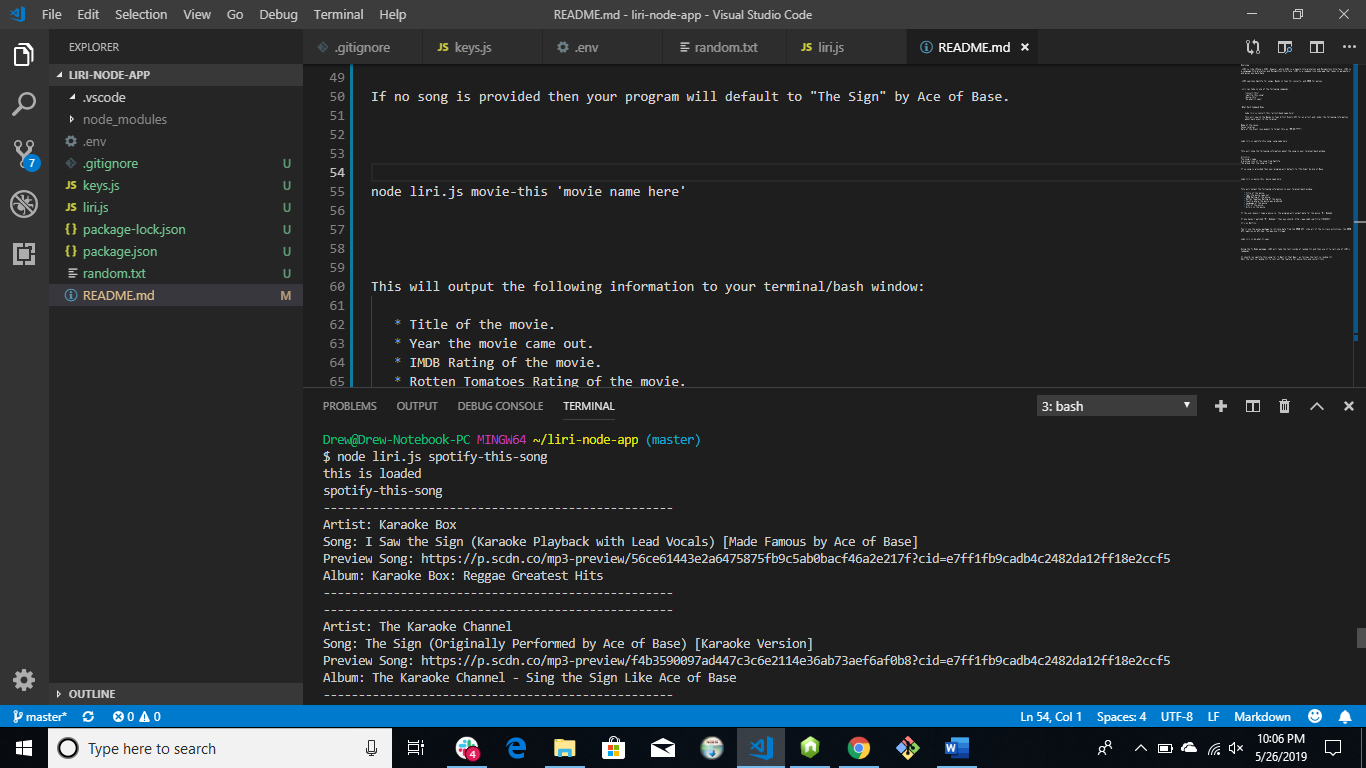 File Edit Selection View Go Debug Terminal Help
README.md - liri-node-app - Visual Studio Code
EXPLORER
LIRI-NODE-APP
.vscode
node_modules
.env
.gitignore U
JS keys.js U
JS liri.js U
{} package-lock.json U
{} package.json U
random.txt U
README.md M
OUTLINE
7
.gitignore JS keys.js .env random.txt JS liri.js README.md
49
50 If no song is provided then your program will default to "The Sign" by Ace of Base.
51
52
53
54
55 node liri.js movie-this 'movie name here'
56
57
58
59
60 This will output the following information to your terminal/bash window:
61
62 * Title of the movie.
63 * Year the movie came out.
64 * IMDB Rating of the movie.
65 * Rotten Tomatoes Rating of the movie.
PROBLEMS OUTPUT DEBUG CONSOLE TERMINAL
3: bash
Drew@Drew-Notebook-PC MINGW64 ~/liri-node-app (master)
$ node liri.js spotify-this-song
this is loaded
spotify-this-song
--------------------------------------------------
Artist: Karaoke Box
Song: I Saw the Sign (Karaoke Playback with Lead Vocals) [Made Famous by Ace of Base]
Preview Song: https://p.scdn.co/mp3-preview/56ce61443e2a6475875fb9c5ab0bacf46a2e217f?cid=e7ff1fb9cadb4c2482da12ff18e2ccf5
Album: Karaoke Box: Reggae Greatest Hits
--------------------------------------------------
--------------------------------------------------
Artist: The Karaoke Channel
Song: The Sign (Originally Performed by Ace of Base) [Karaoke Version]
Preview Song: https://p.scdn.co/mp3-preview/f4b3590097ad447c3c6e2114e36ab73aef6af0b8?cid=e7ff1fb9cadb4c2482da12ff18e2ccf5
Album: The Karaoke Channel - Sing the Sign Like Ace of Base
--------------------------------------------------
master* 0 0
Ln 54, Col 1 Spaces: 4 UTF-8 LF Markdown
Type here to search
4
10:06 PM
5/26/2019